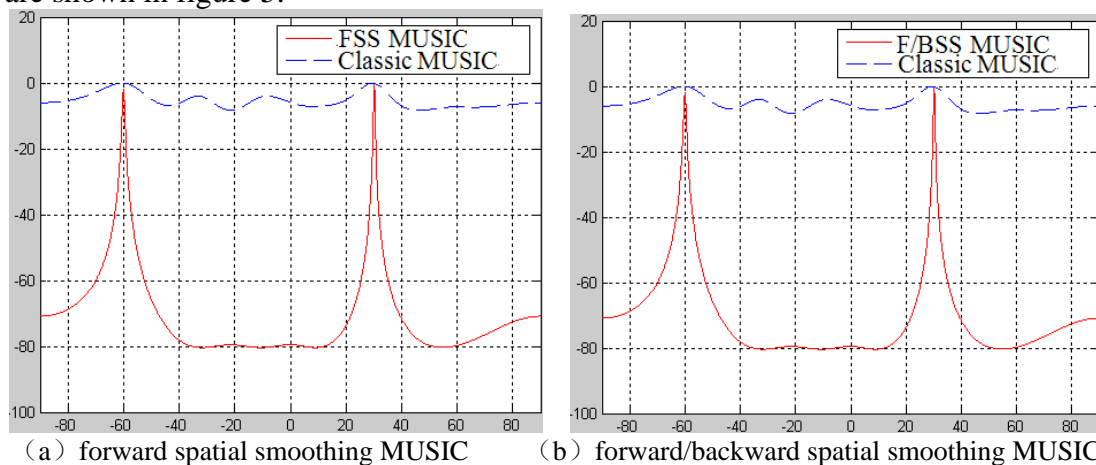 are shown in figure 5.
20
0
-20
-40
-60
-80
-100
-80 -60 -40 -20 0 20 40 60 80
FSS MUSIC
Classic MUSIC
20
0
-20
-40
-60
-80
-100
-80 -60 -40 -20 0 20 40 60 80
F/BSS MUSIC
Classic MUSIC
（a）forward spatial smoothing MUSIC （b）forward/backward spatial smoothing MUSIC